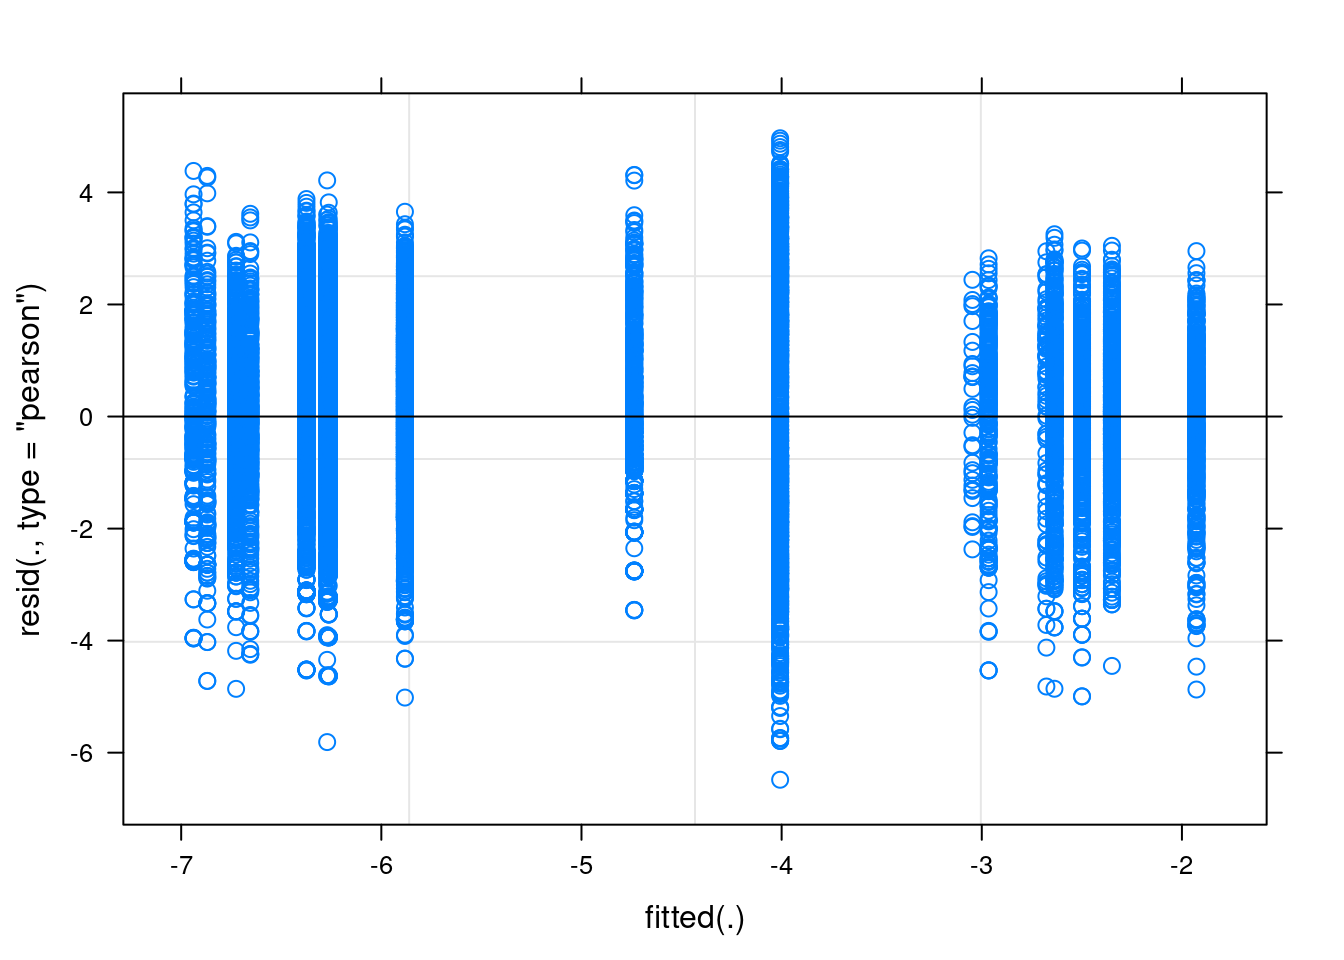 4
2
0
-2
-4
-6
resid(., type = "pearson")
-7 -6 -5 -4 -3 -2
fitted(.)